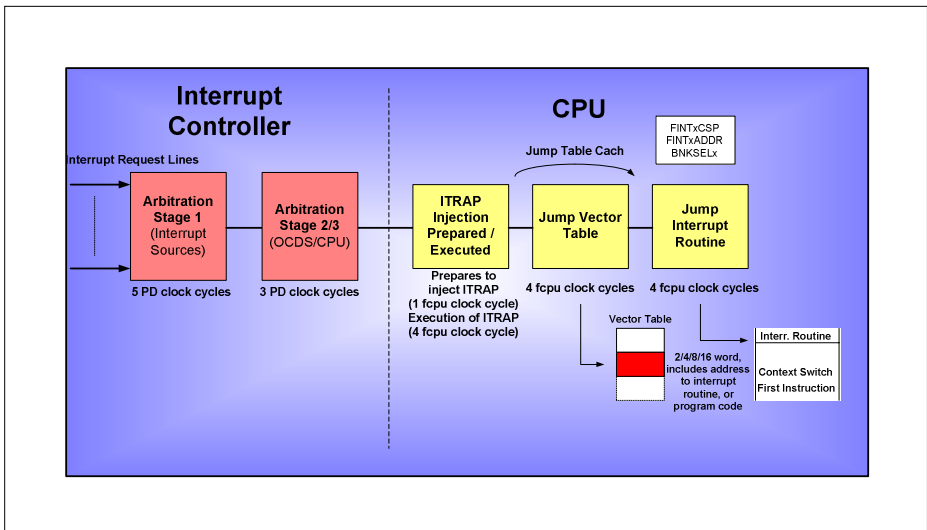 Interrupt
Controller
CPU
FINTxCSP
FINTxADDR
BNKSELx
Jump Table Cach
Interrupt Request Lines
Arbitration
Stage 1
(Interrupt
Sources)
Arbitration
Stage 2/3
(OCDS/CPU)
ITRAP
Injection
Prepared /
Executed
Jump Vector
Table
Jump
Interrupt
Routine
5 PD clock cycles
3 PD clock cycles
Prepares to
inject ITRAP
(1 fcpu clock cycle)
Execution of ITRAP
(4 fcpu clock cycle)
4 fcpu clock cycles
4 fcpu clock cycles
Vector Table
2/4/8/16 word,
includes address
to interrupt
routine, or
program code
Interr. Routine
Context Switch
First Instruction